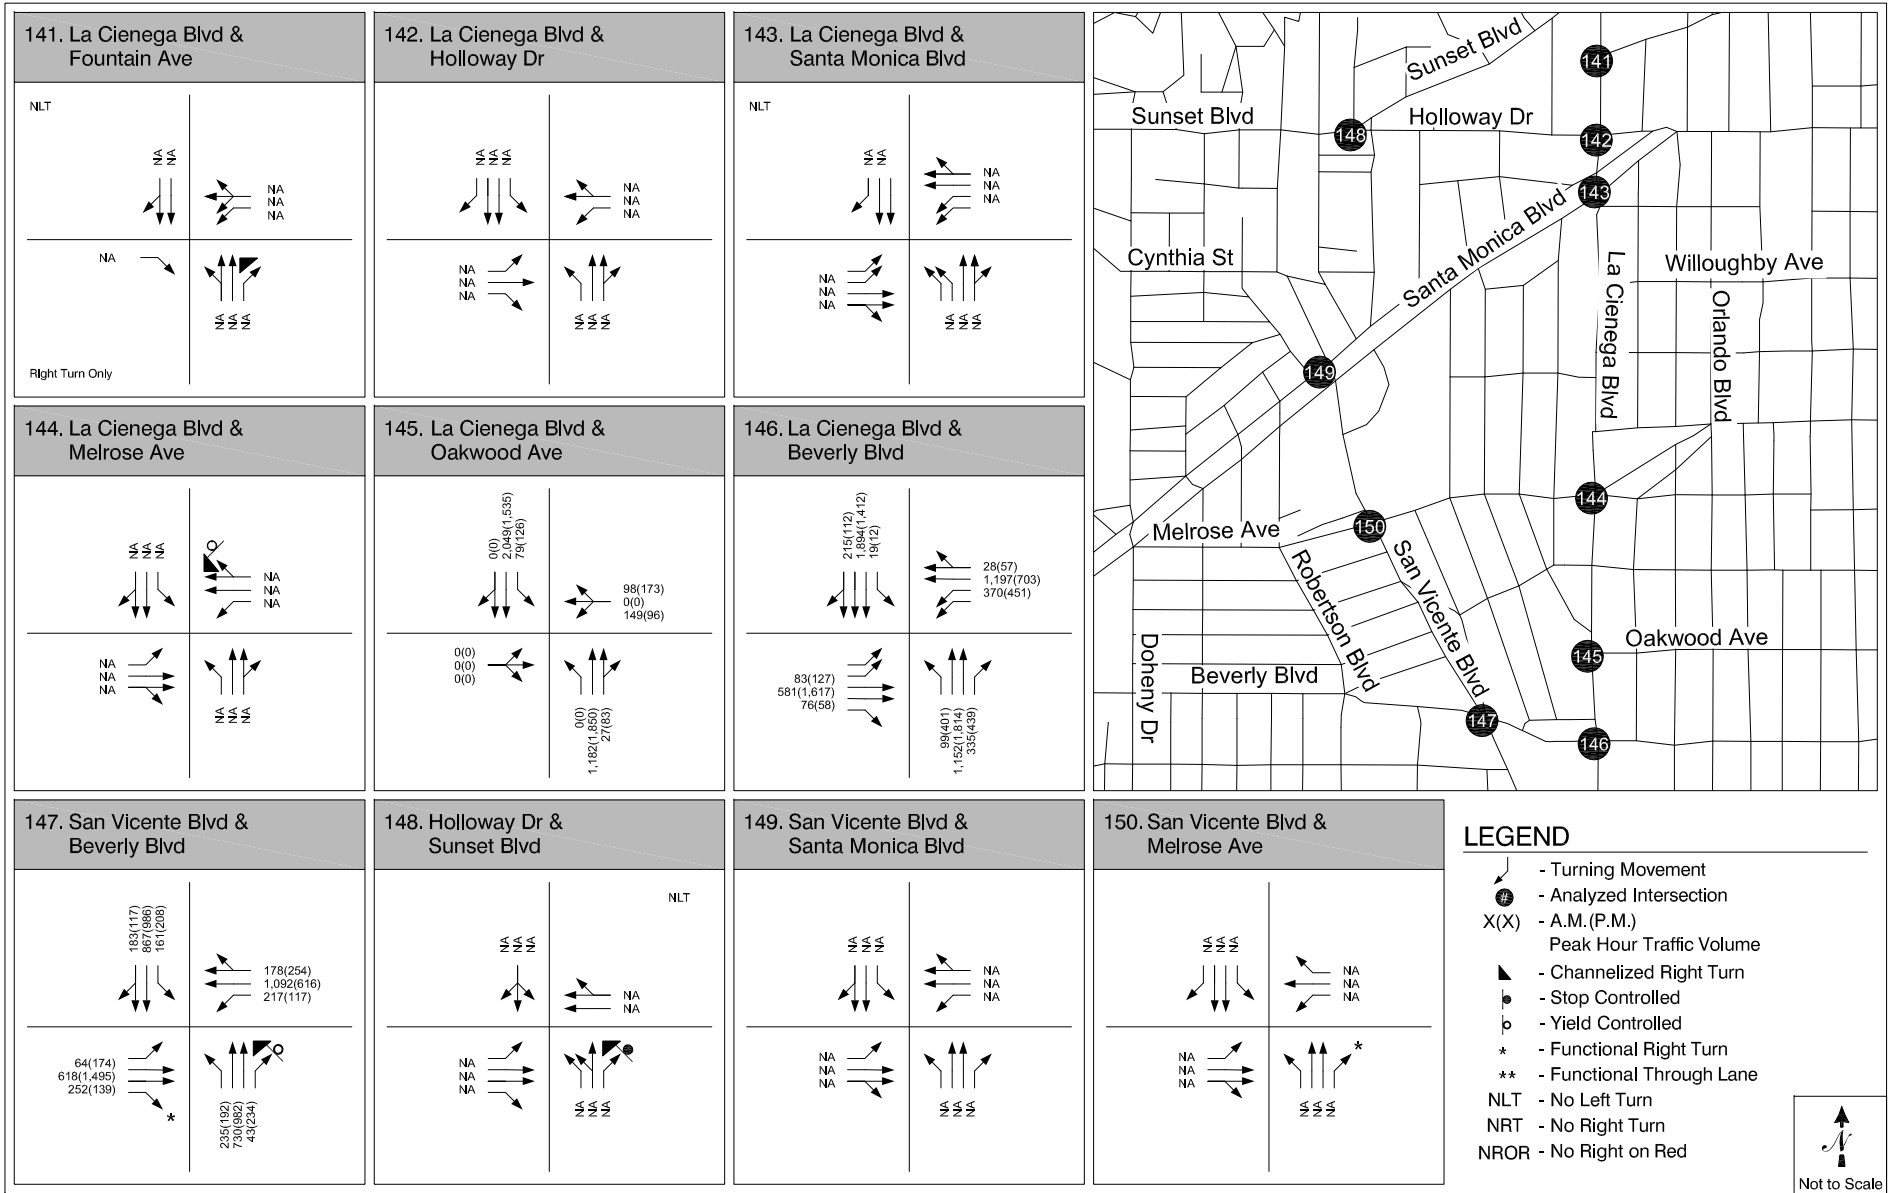 141. La Cienega Blvd &
Fountain Ave
NLT
NA NA
NA
NA
NA
NA
NA NA NA
Right Turn Only
142. La Cienega Blvd &
Holloway Dr
NA NA NA
NA
NA
NA
NA
NA
NA
NA NA NA
143. La Cienega Blvd &
Santa Monica Blvd
NLT
NA NA
NA
NA
NA
NA
NA
NA
NA NA NA
144. La Cienega Blvd &
Melrose Ave
NA NA NA
NA
NA
NA
NA
NA
NA
NA NA NA
145. La Cienega Blvd &
Oakwood Ave
0(0)
2,049(1,535)
79(126)
98(173)
0(0)
149(96)
0(0)
0(0)
0(0)
0(0)
1,182(1,850)
27(83)
146. La Cienega Blvd &
Beverly Blvd
215(112)
1,894(1,412)
19(12)
28(57)
1,197(703)
370(451)
83(127)
581(1,617)
76(58)
99(401)
1,152(1,814)
335(439)
147. San Vicente Blvd &
Beverly Blvd
183(117)
867(986)
161(208)
178(254)
1,092(616)
217(117)
64(174)
618(1,495)
252(139)
*
235(192)
730(982)
43(234)
148. Holloway Dr &
Sunset Blvd
NLT
NA NA NA
NA
NA
NA
NA
NA
NA NA NA
149. San Vicente Blvd &
Santa Monica Blvd
NA NA NA
NA
NA
NA
NA
NA
NA
NA NA NA
150. San Vicente Blvd &
Melrose Ave
NA NA NA
NA
NA
NA
NA
NA
NA
*
NA NA NA
Sunset Blvd
141
Sunset Blvd
148
Holloway Dr
142
143
Cynthia St
Santa Monica Blvd
La Cienega Blvd
Willoughby Ave
Orlando Blvd
149
144
Melrose Ave
150
Robertson Blvd
San Vicente Blvd
Doheny Dr
Beverly Blvd
145
Oakwood Ave
147
146
LEGEND
- Turning Movement
# - Analyzed Intersection
X(X) - A.M.(P.M.)
Peak Hour Traffic Volume
- Channelized Right Turn
- Stop Controlled
- Yield Controlled
* - Functional Right Turn
** - Functional Through Lane
NLT - No Left Turn
NRT - No Right Turn
NROR - No Right on Red
N
Not to Scale